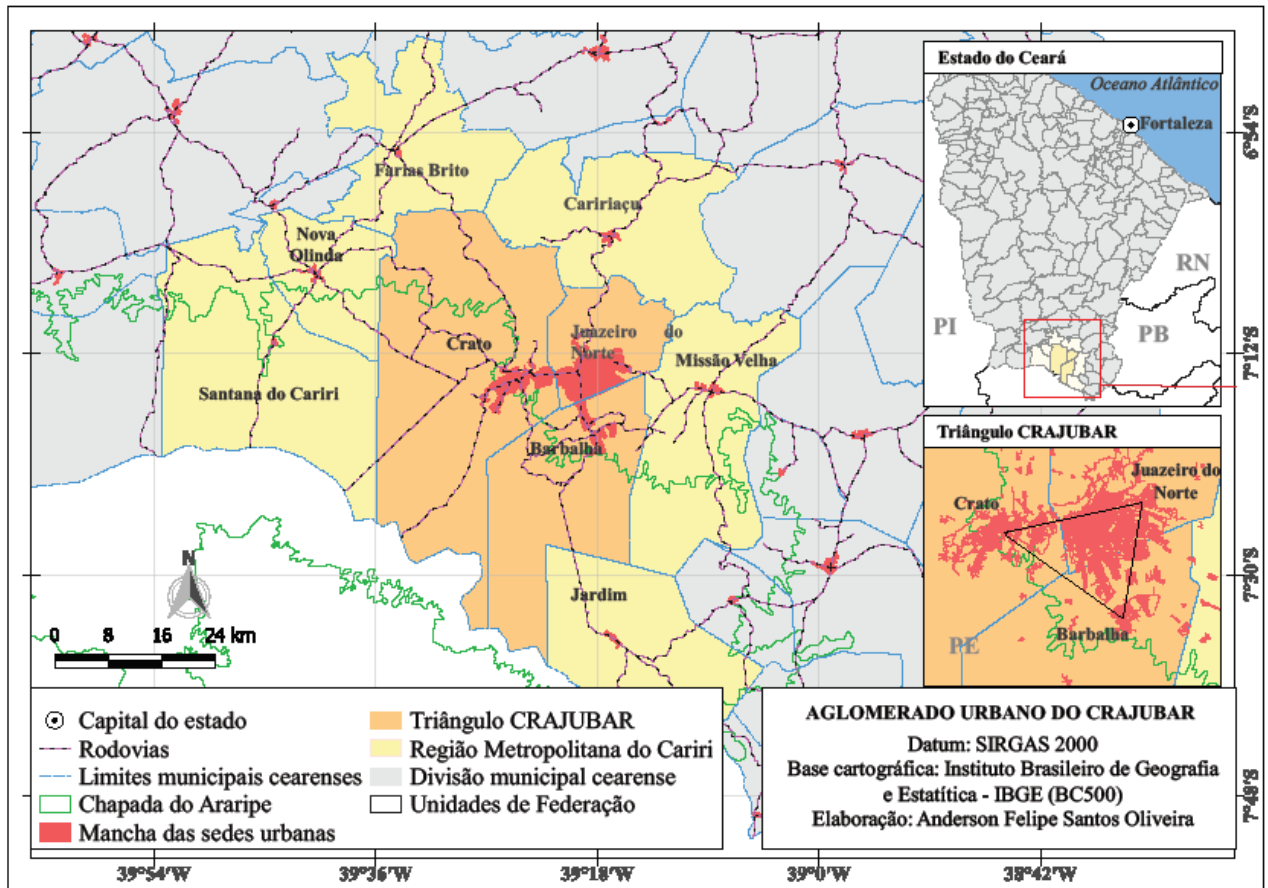 Estado do Ceará
Oceano Atlântico
Fortaleza
RN
PI
PB
6°54'S
7°12'S
7°30'S
7°48'S
Farias Brito
Caririaçu
Nova
Olinda
Crato
Juazeiro do
Norte
Missão Velha
Santana do Cariri
Barbalha
Jardim
N
0 8 16 24 km
Triângulo CRAJUBAR
Juazeiro do
Norte
Crato
Barbalha
PE
Capital do estado
Rodovias
Limites municipais cearenses
Chapada do Araripe
Mancha das sedes urbanas
Triângulo CRAJUBAR
Região Metropolitana do Cariri
Divisão municipal cearense
Unidades de Federação
AGLOMERADO URBANO DO CRAJUBAR
Datum: SIRGAS 2000
Base cartográfica: Instituto Brasileiro de Geografia
e Estatítica - IBGE (BC500)
Elaboração: Anderson Felipe Santos Oliveira
39°54'W 39°36'W 39°18'W 39°0'W 38°42'W